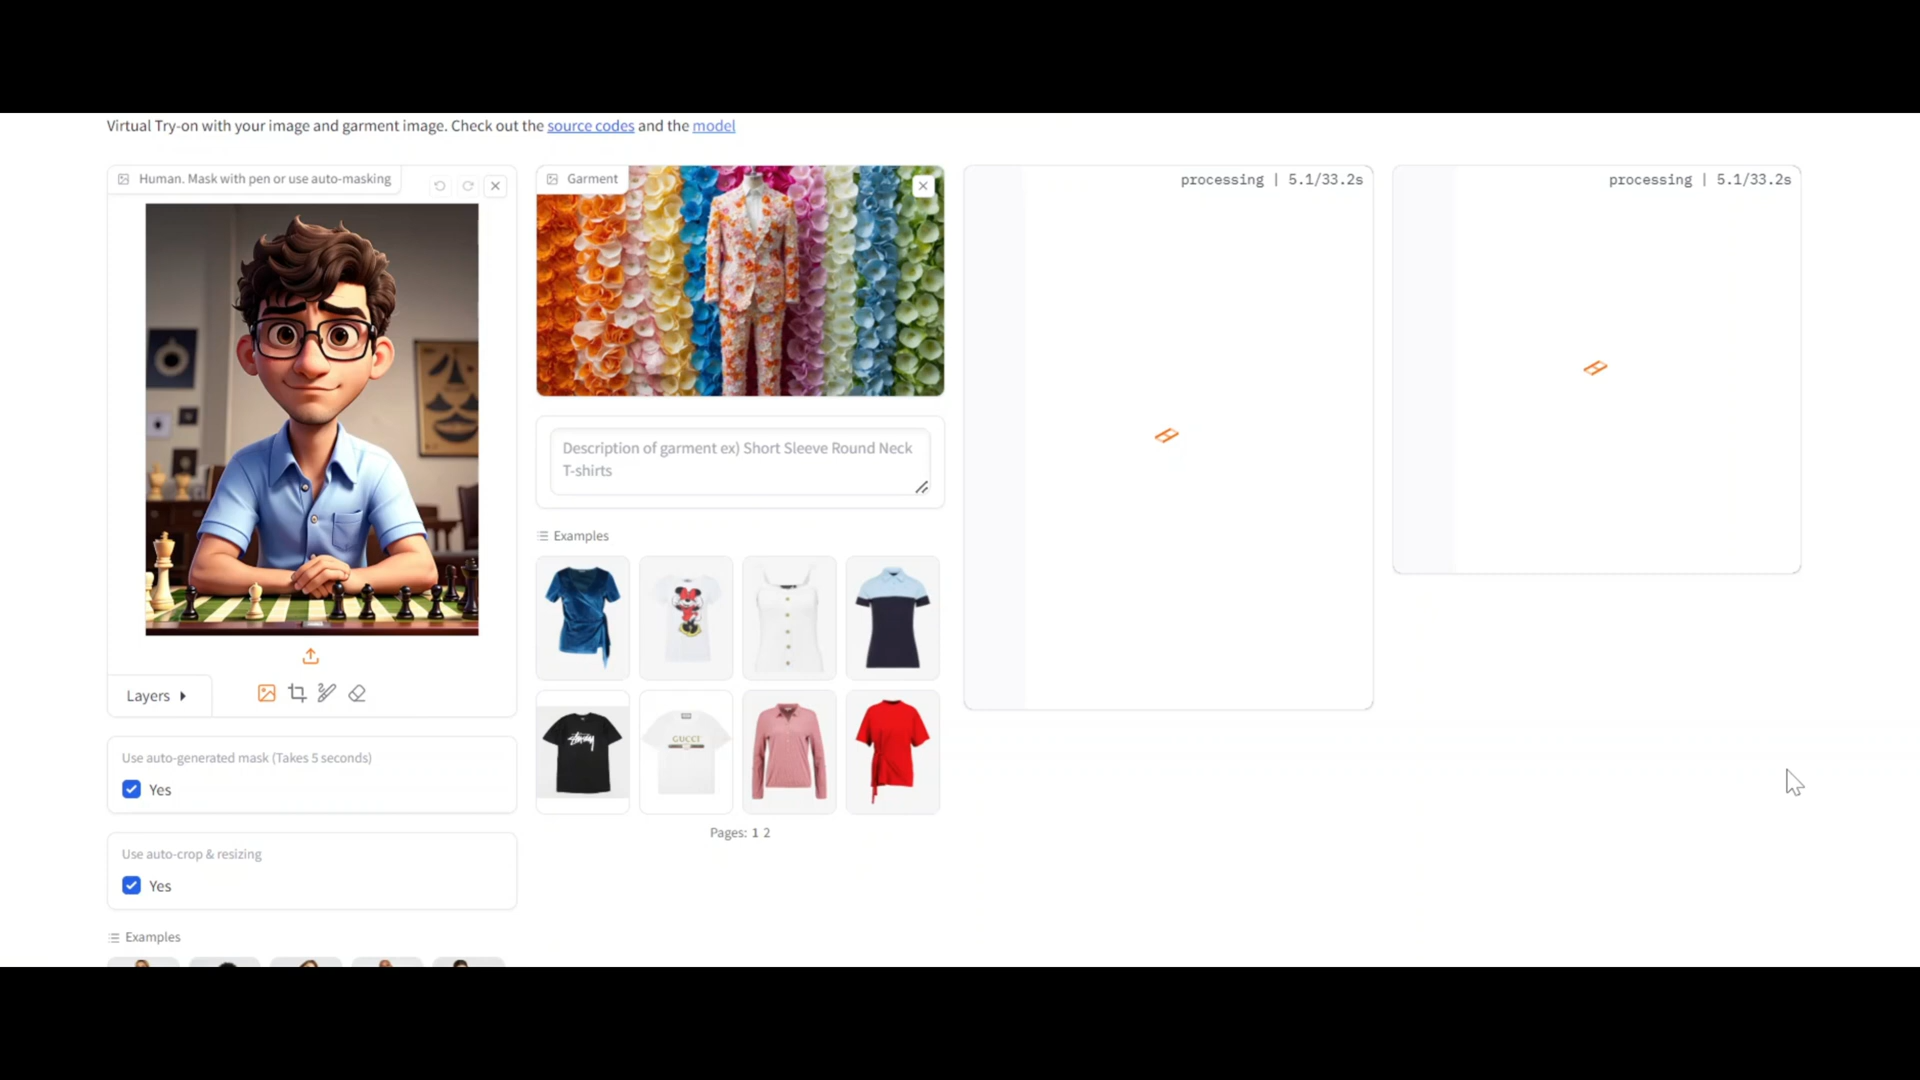 Virtual Try-on with your image and garment image. Check out the source codes and the model
Human. Mask with pen or use auto-masking
Garment
processing | 5.1/33.2s
processing | 5.1/33.2s
Description of garment ex) Short Sleeve Round Neck
T-shirts
Examples
GUCCI
Pages: 1 2
Layers
Use auto-generated mask (Takes 5 seconds)
Yes
Use auto-crop & resizing
Yes
Examples